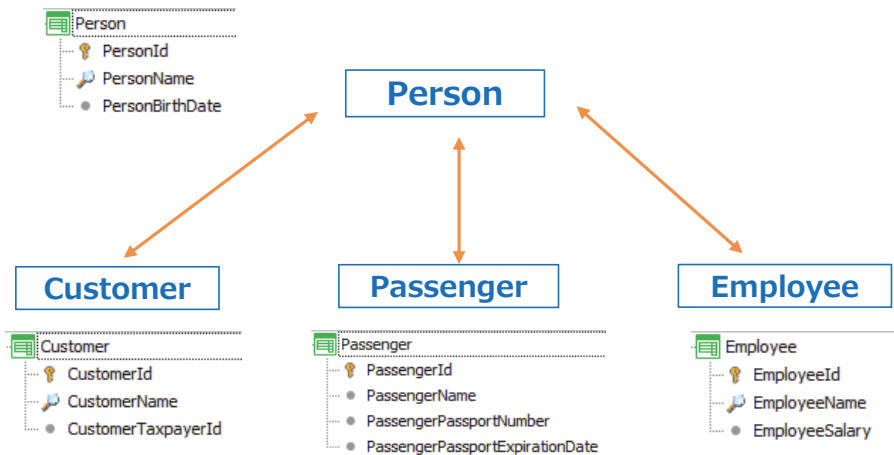 Person
PersonId
PersonName
PersonBirthDate
Person
Customer
Passenger
Employee
Customer
CustomerId
CustomerName
CustomerTaxpayerId
Passenger
PassengerId
PassengerName
PassengerPassportNumber
PassengerPassportExpirationDate
Employee
EmployeeId
EmployeeName
EmployeeSalary